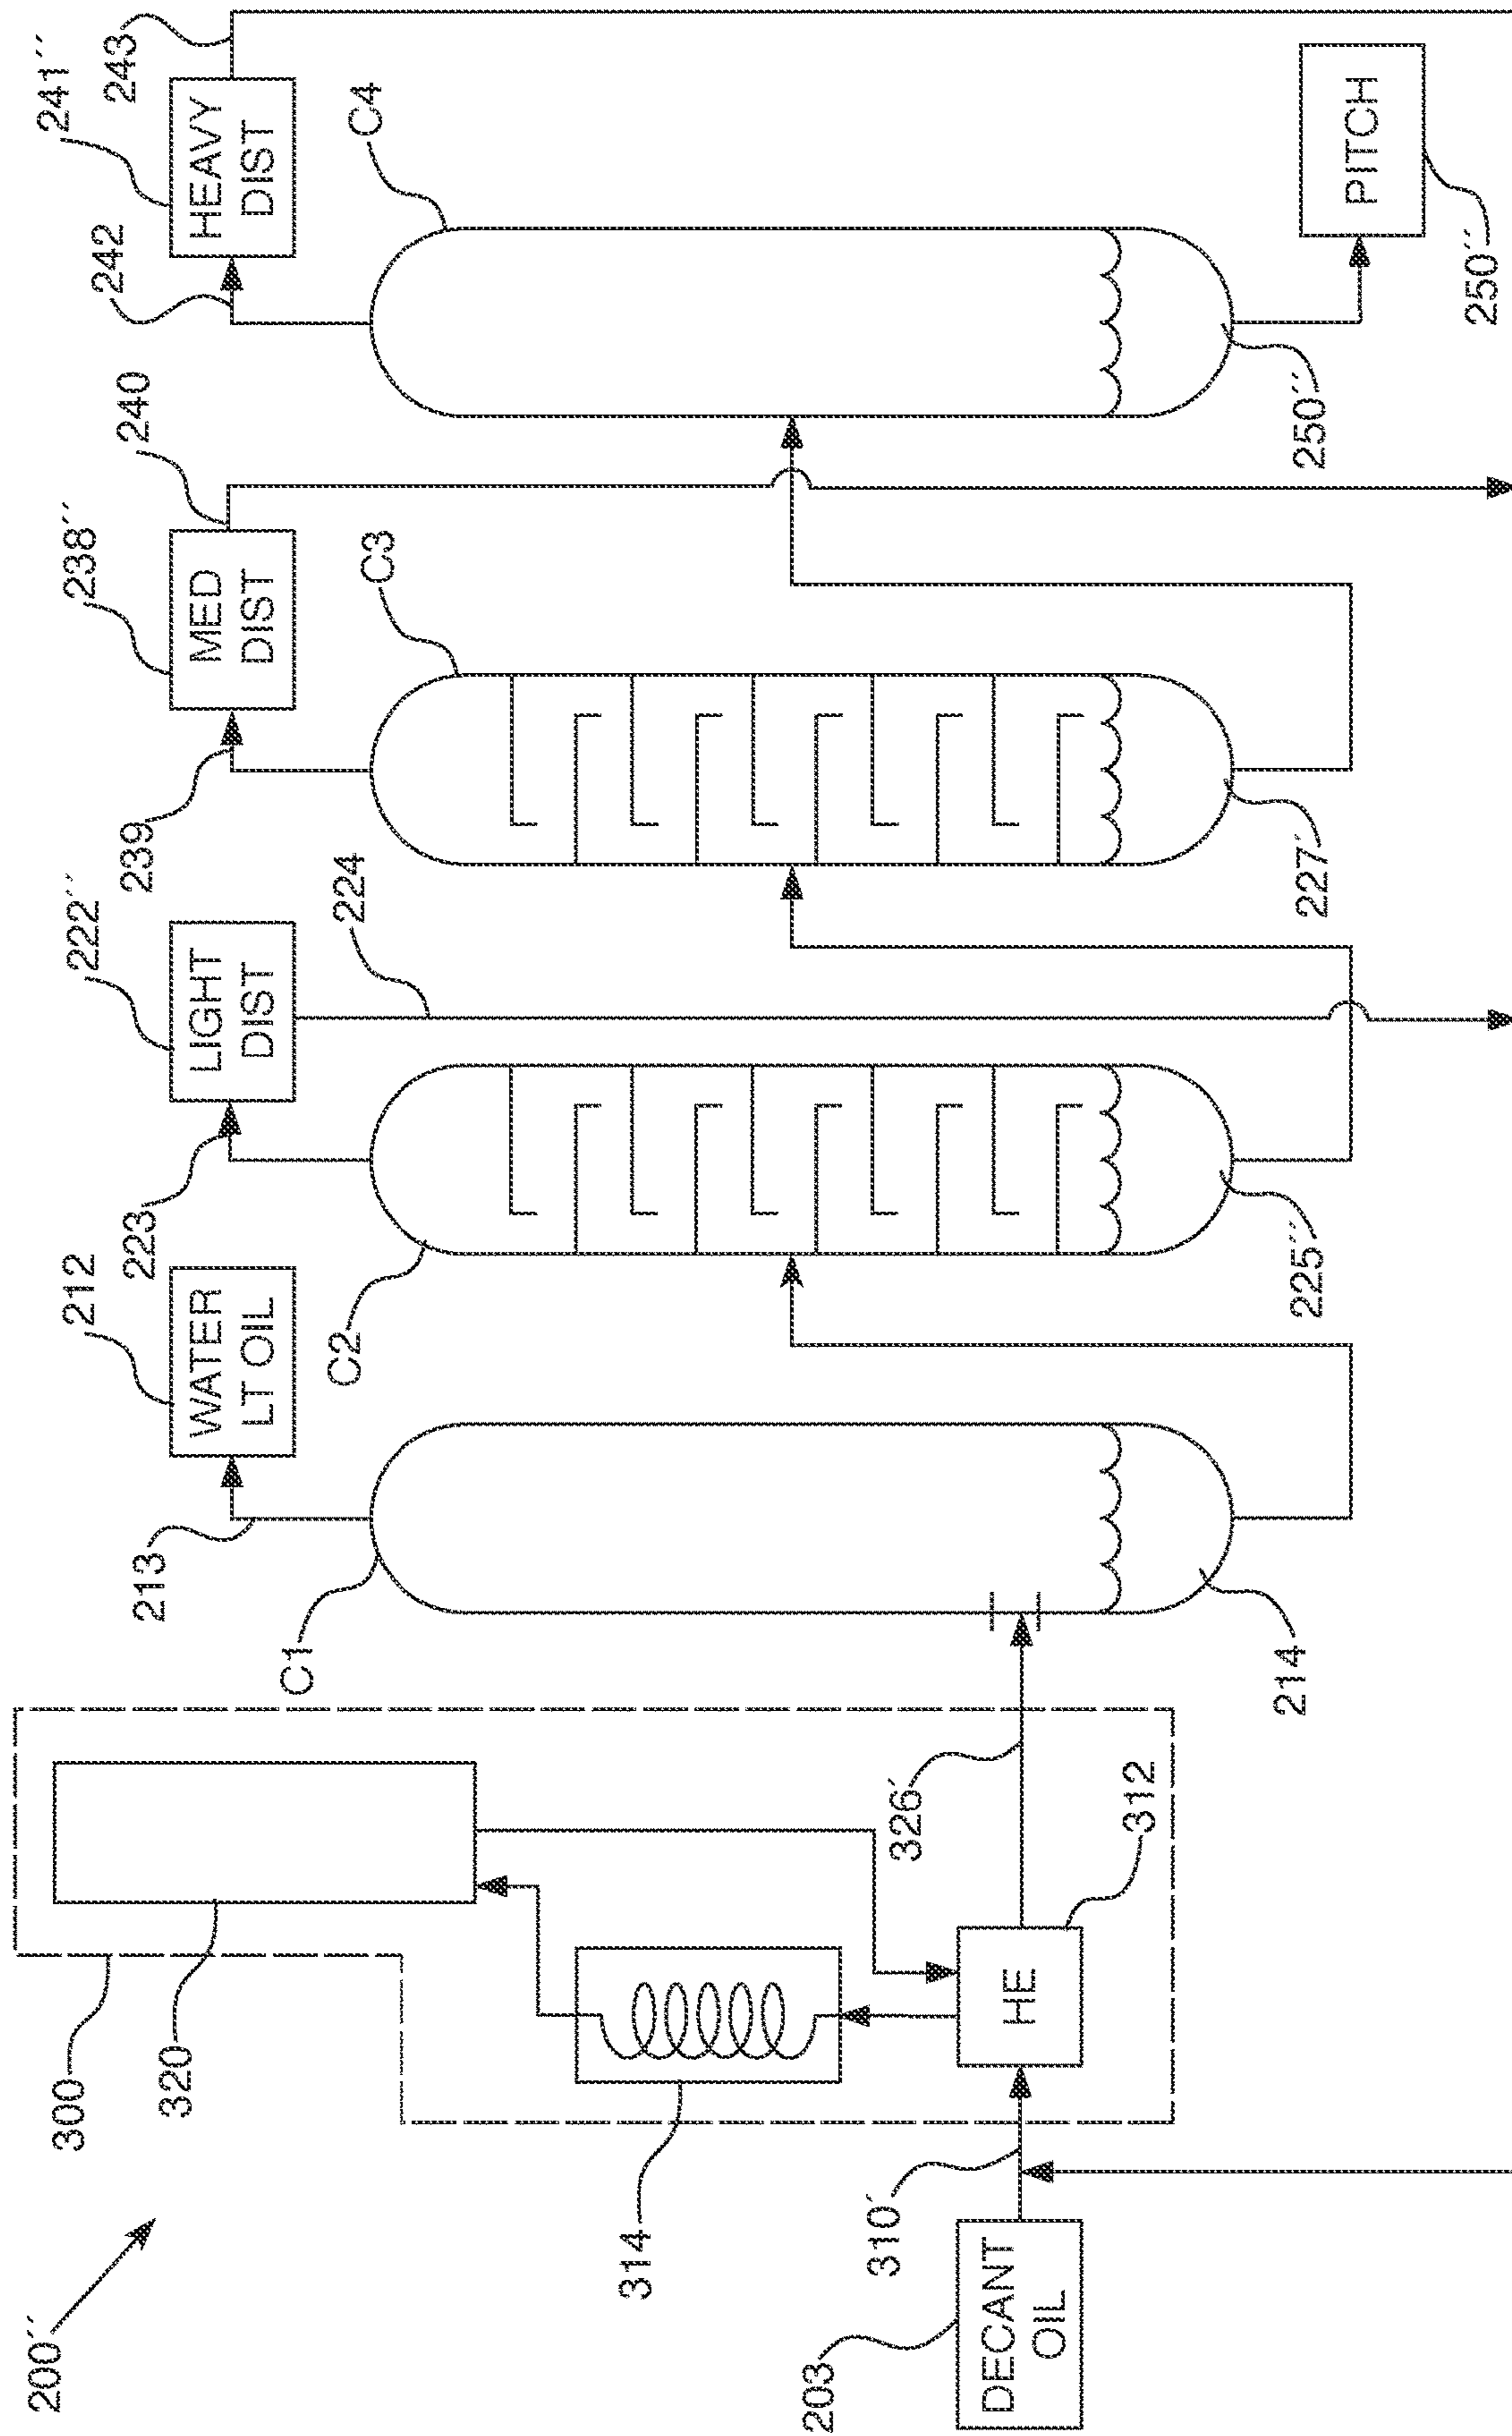 200´´
300
320
314
203
DECANT
OIL
310´
HE
312
326´
C1
213
212
WATER
LT OIL
214
C2
223
222´´
LIGHT
DIST
224
225´´
239
238´´
MED
DIST
240
C3
227´
242
241´´
HEAVY
DIST
243
C4
250´´
PITCH
250´´